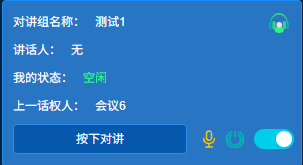 对讲组名称： 测试1
讲话人： 无
我的状态： 空闲
上一话权人： 会议6
按下对讲